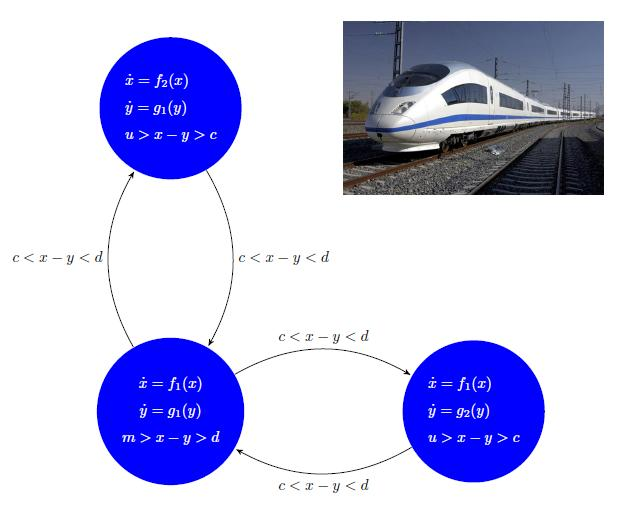 ẋ = f₂(x)
ẏ = g₁(y)
u > x − y > c
c < x − y < d
c < x − y < d
c < x − y < d
ẋ = f₁(x)
ẏ = g₁(y)
m > x − y > d
ẋ = f₁(x)
ẏ = g₂(y)
u > x − y > c
c < x − y < d